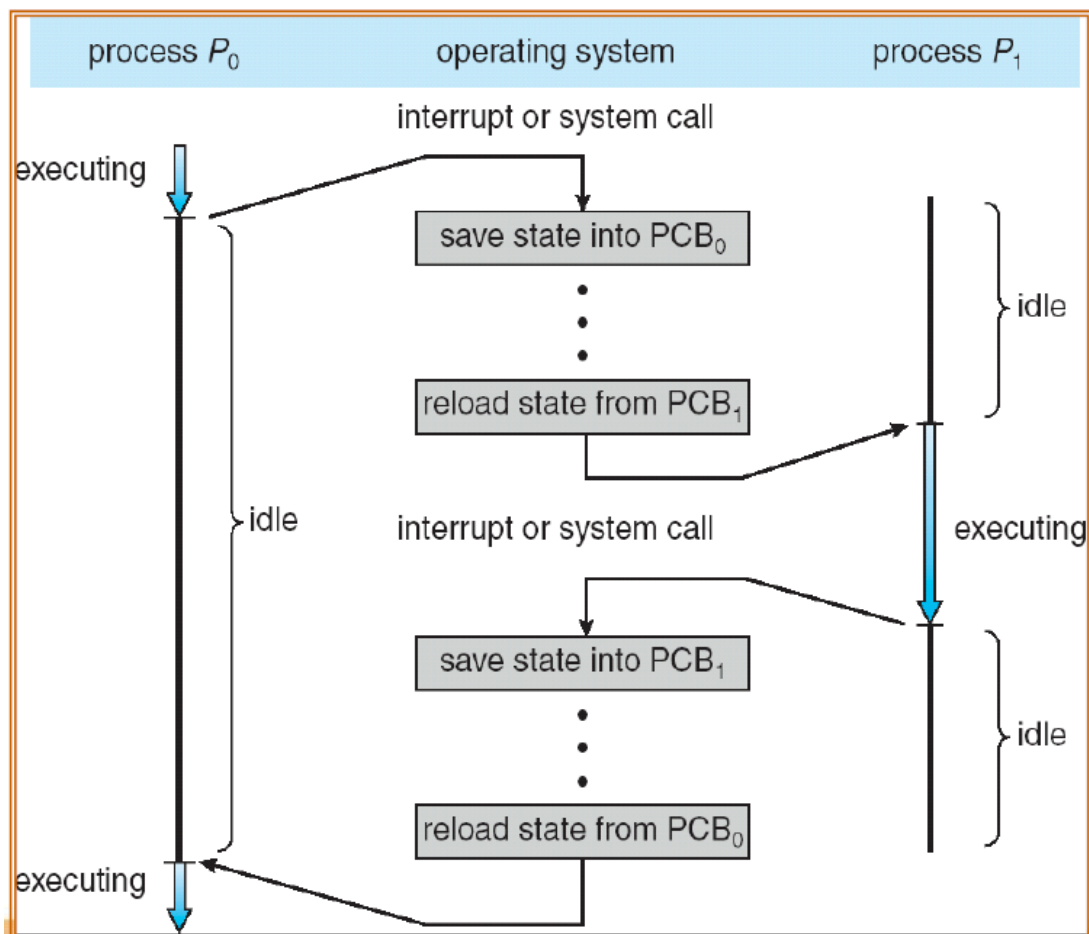 process P₀ operating system process P₁
interrupt or system call
executing
save state into PCB₀
idle
reload state from PCB₁
idle
interrupt or system call
executing
save state into PCB₁
idle
reload state from PCB₀
executing